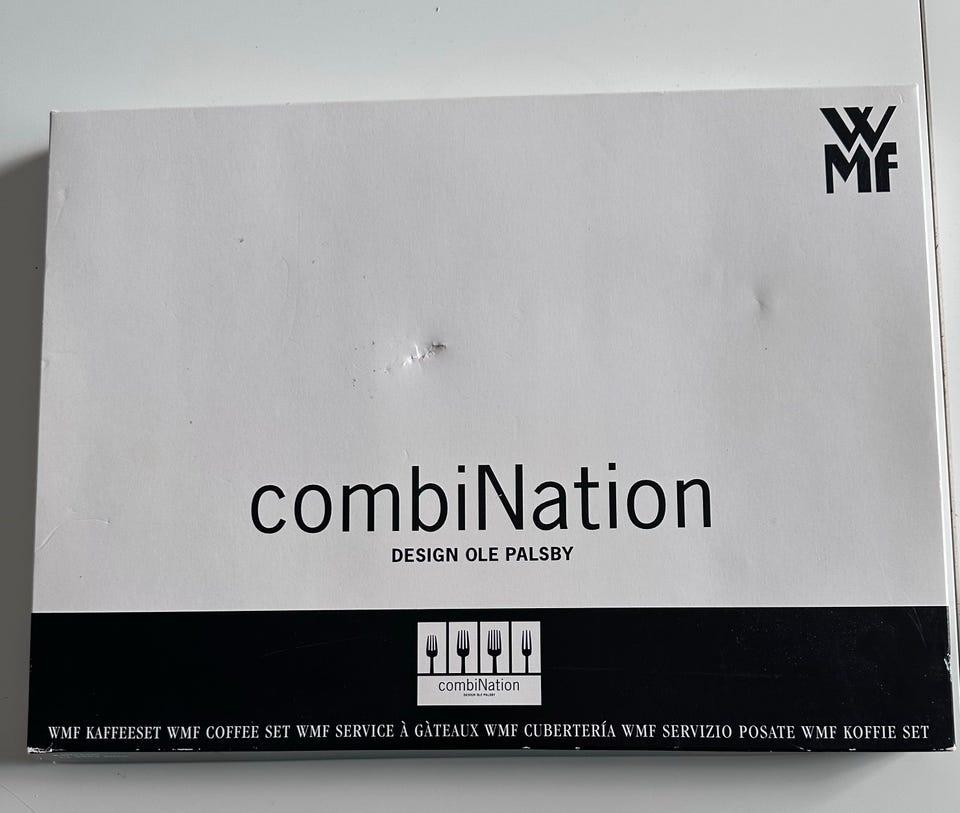 WMF
combiNation
DESIGN OLE PALSBY
combiNation
DESIGN OLE PALSBY
WMF KAFFEESET WMF COFFEE SET WMF SERVICE À GÂTEAUX WMF CUBERTERÍA WMF SERVIZIO POSATE WMF KOFFIE SET